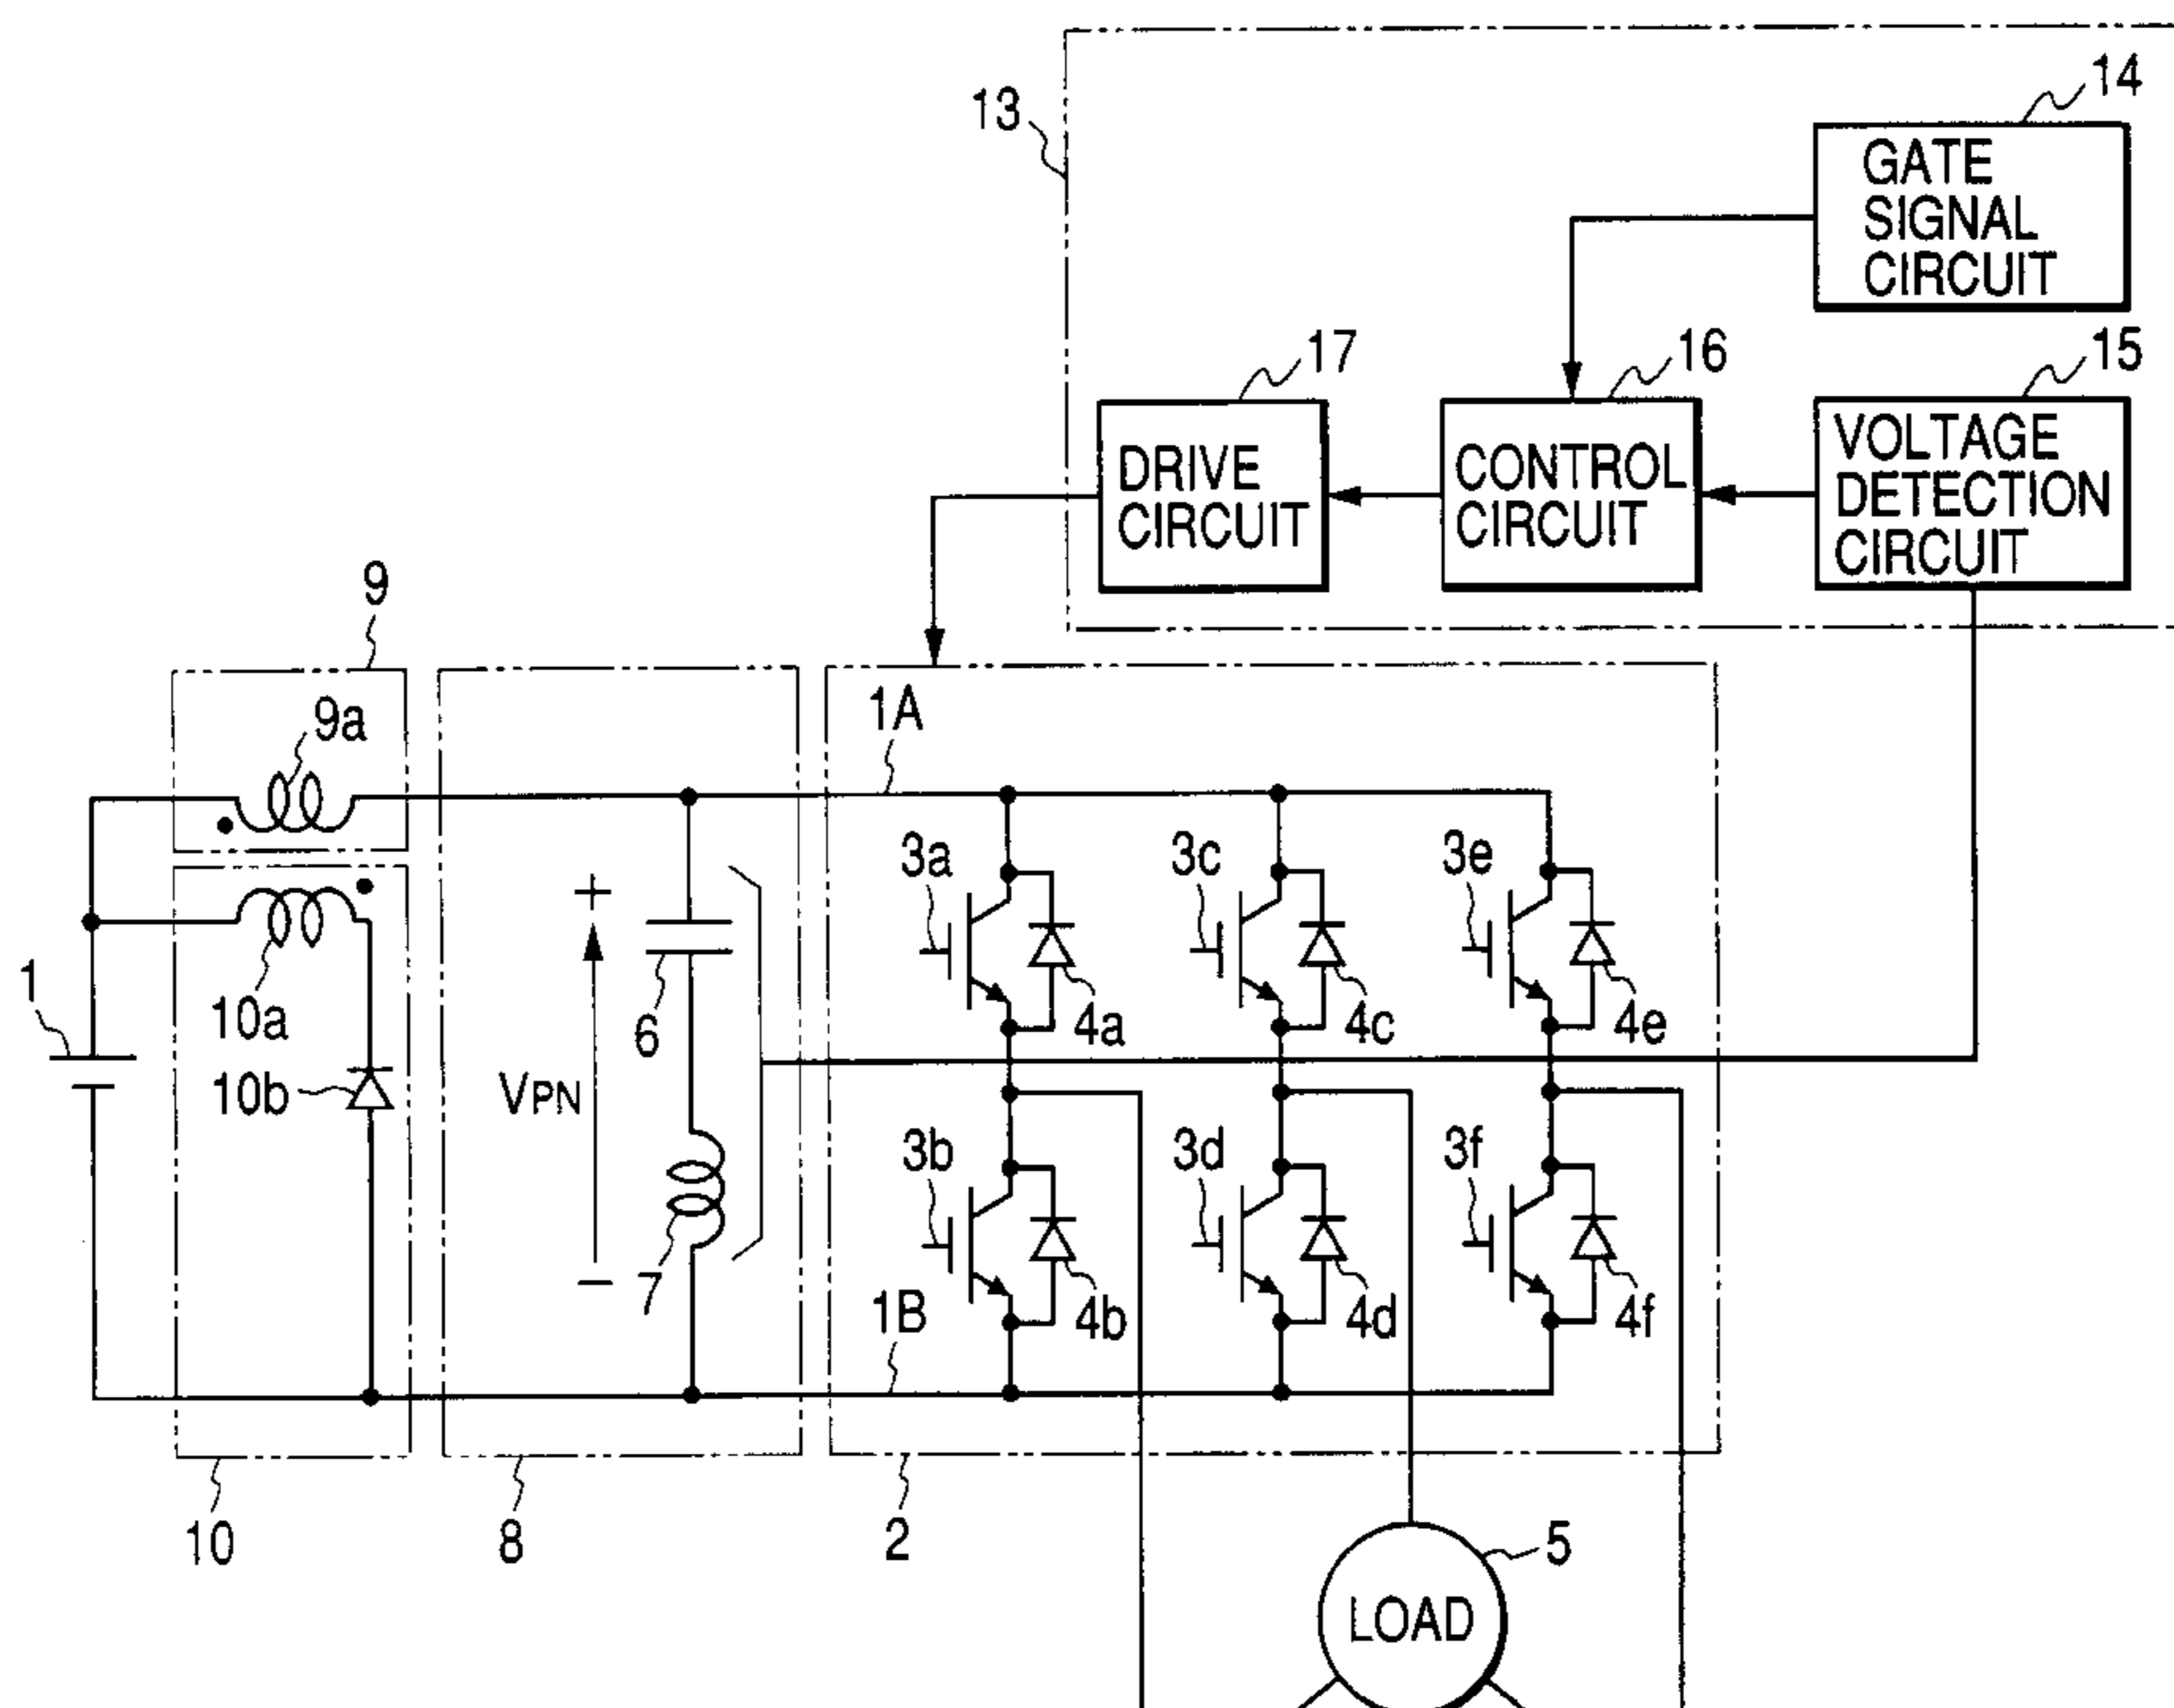 14
13
GATE
SIGNAL
CIRCUIT
17
16
15
DRIVE
CIRCUIT
CONTROL
CIRCUIT
VOLTAGE
DETECTION
CIRCUIT
9
9a
1A
3a
3c
3e
+
1
10a
6
4a
4c
4e
10b
VPN
3b
3d
3f
−
7
1B
4b
4d
4f
10
8
2
5
LOAD